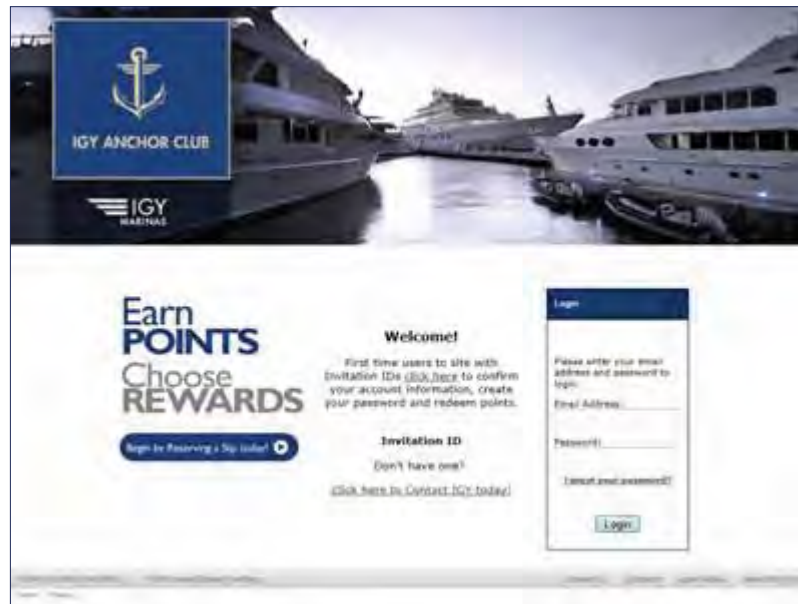 IGY ANCHOR CLUB
IGY
MARINAS
Earn
POINTS
Choose
REWARDS
Begin by Reserving a Slip today!
Welcome!
First time users to site with
Invitation IDs click here to confirm
your account information, create
your password and redeem points.
Invitation ID
Don't have one?
Click here to Contact IGY today!
Login
Please enter your email
address and password to
login.
Email Address:
Password:
I forgot your password?
Login